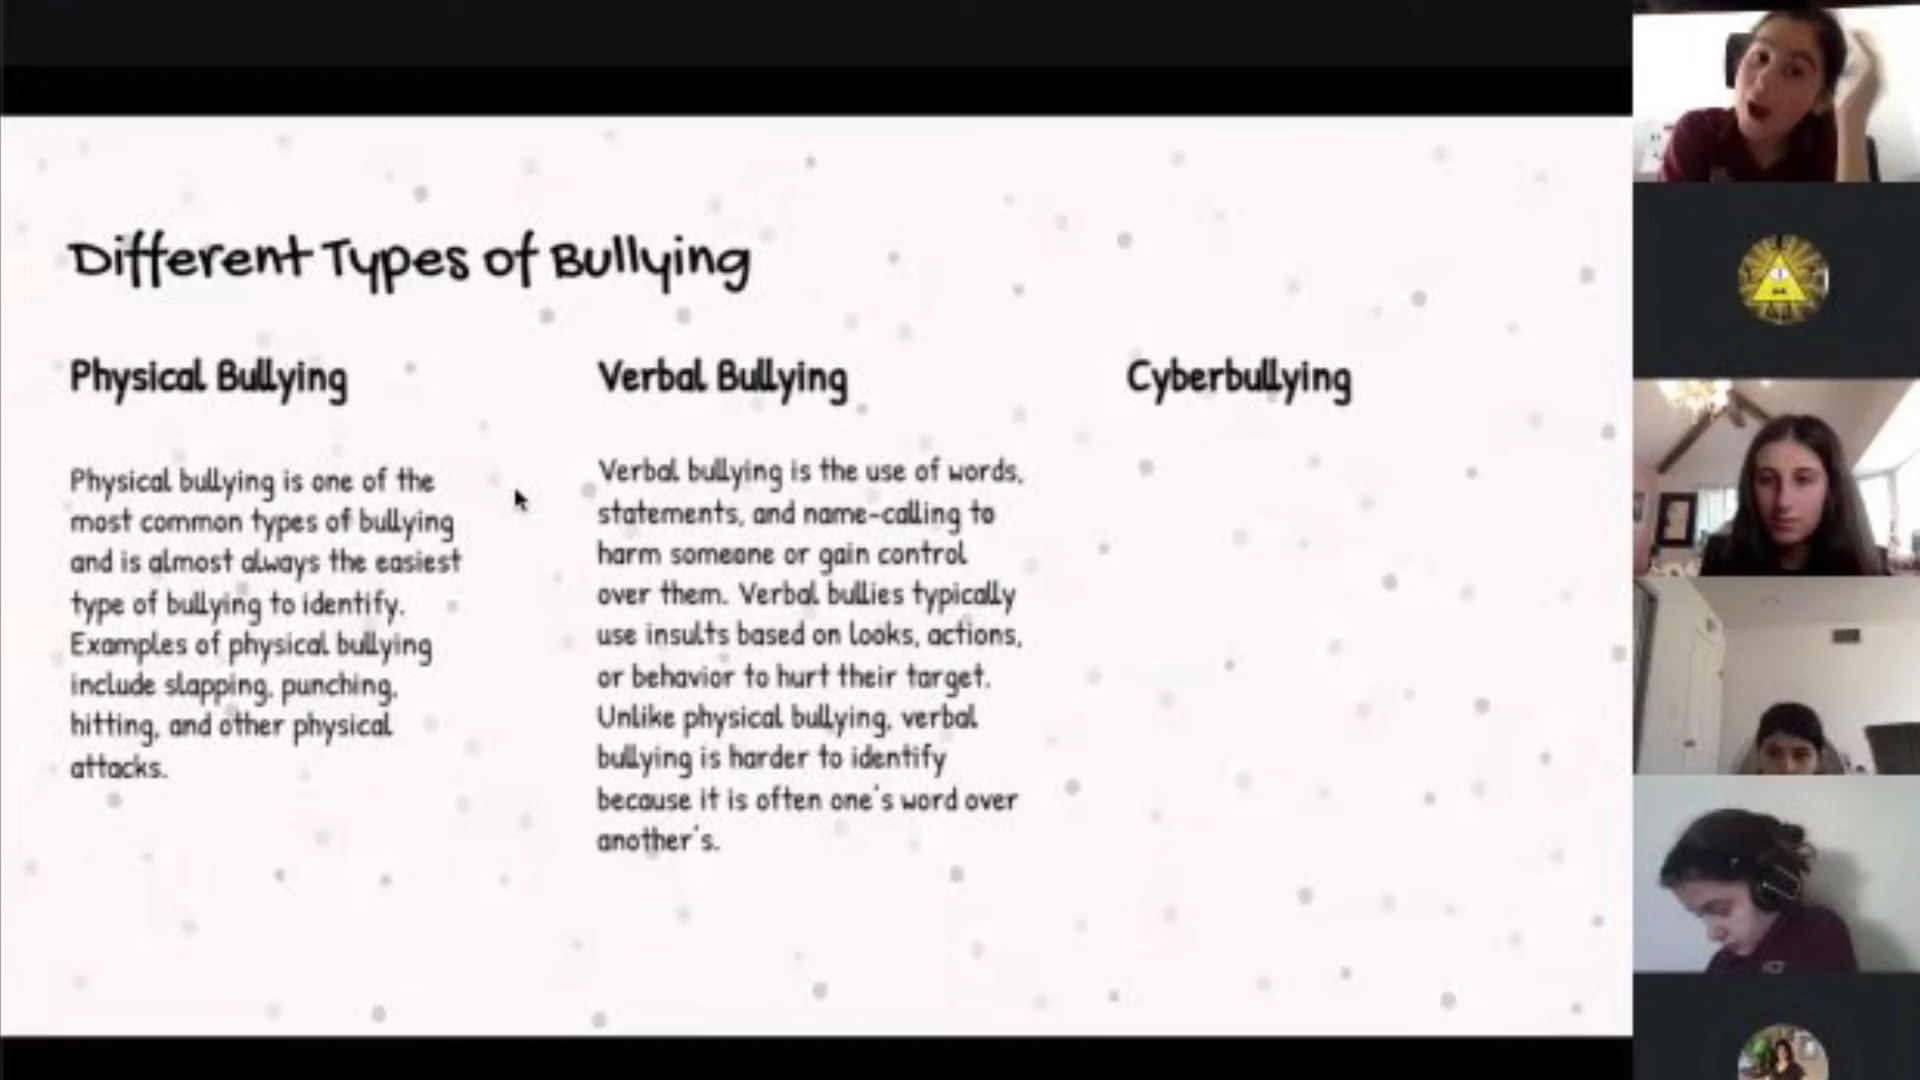 Different Types of Bullying
Physical Bullying
Physical bullying is one of the
most common types of bullying
and is almost always the easiest
type of bullying to identify.
Examples of physical bullying
include slapping, punching,
hitting, and other physical
attacks.
Verbal Bullying
Verbal bullying is the use of words,
statements, and name-calling to
harm someone or gain control
over them. Verbal bullies typically
use insults based on looks, actions,
or behavior to hurt their target.
Unlike physical bullying, verbal
bullying is harder to identify
because it is often one's word over
another's.
Cyberbullying